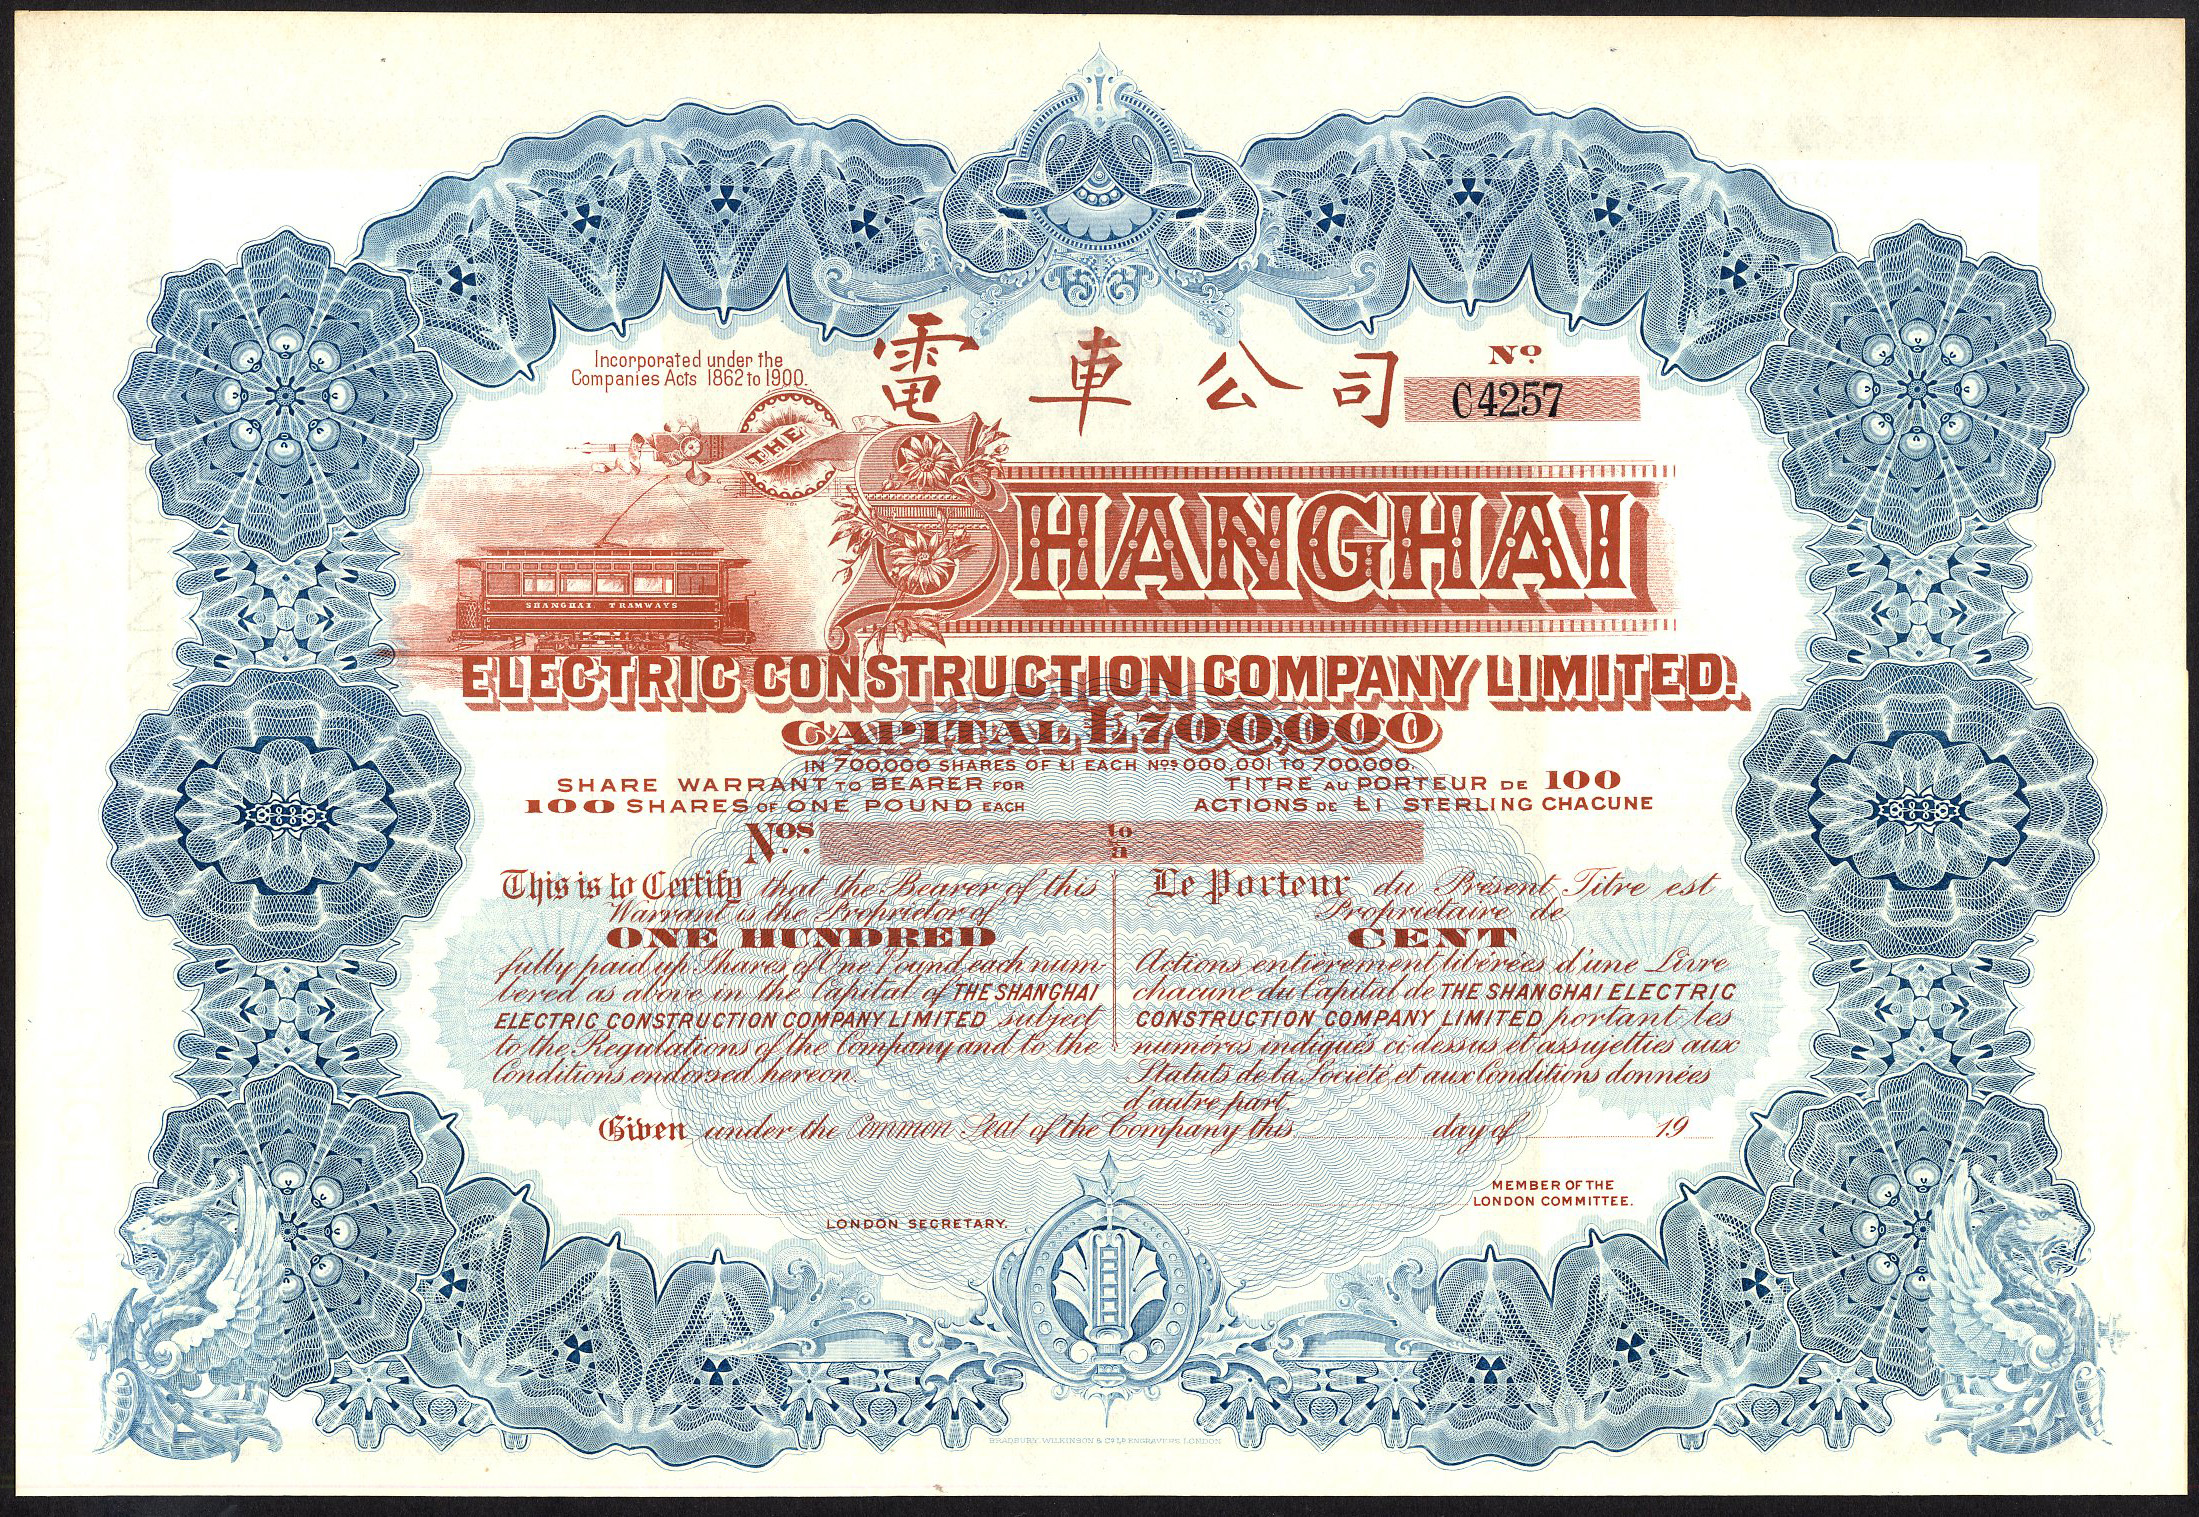 電車公司
Incorporated under the
Companies Acts 1862 to 1900.
No
C4257
THE
SHANGHAI
SHANGHAI TRAMWAYS
ELECTRIC CONSTRUCTION COMPANY LIMITED.
CAPITAL £700,000
IN 700,000 SHARES OF £1 EACH Nos 000,001 TO 700,000.
SHARE WARRANT TO BEARER FOR
100 SHARES OF ONE POUND EACH
TITRE AU PORTEUR DE 100
ACTIONS DE £1 STERLING CHACUNE
Nos. to
a
This is to Certify that the Bearer of this
Warrant is the Proprietor of
ONE HUNDRED
fully paid up Shares of One Pound each num-
bered as above in the Capital of THE SHANGHAI
ELECTRIC CONSTRUCTION COMPANY LIMITED subject
to the Regulations of the Company and to the
Conditions endorsed hereon.
Le Porteur du Présent Titre est
Propriétaire de
CENT
Actions entièrement libérées d'une Livre
chacune du Capital de THE SHANGHAI ELECTRIC
CONSTRUCTION COMPANY LIMITED portant les
numéros indiqués ci-dessus et assujetties aux
Statuts de la Société et aux Conditions données
d'autre part.
Given under the Common Seal of the Company this day of 19
MEMBER OF THE
LONDON COMMITTEE.
LONDON SECRETARY.
BRADBURY, WILKINSON & Co Ld ENGRAVERS LONDON